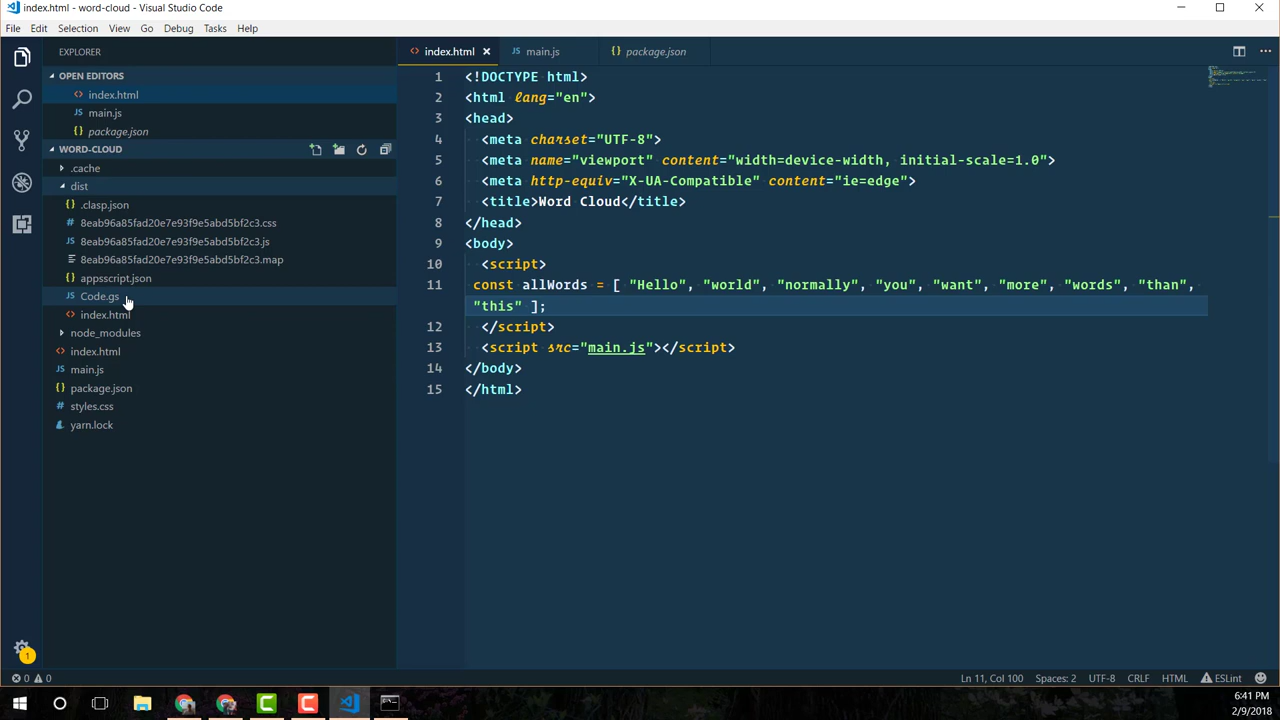 index.html - word-cloud - Visual Studio Code
File Edit Selection View Go Debug Tasks Help
EXPLORER
OPEN EDITORS
index.html
main.js
package.json
WORD-CLOUD
.cache
dist
.clasp.json
8eab96a85fad20e7e93f9e5abd5bf2c3.css
8eab96a85fad20e7e93f9e5abd5bf2c3.js
8eab96a85fad20e7e93f9e5abd5bf2c3.map
appsscript.json
Code.gs
index.html
node_modules
index.html
main.js
package.json
styles.css
yarn.lock
index.html main.js package.json
1 <!DOCTYPE html>
2 <html lang="en">
3 <head>
4 <meta charset="UTF-8">
5 <meta name="viewport" content="width=device-width, initial-scale=1.0">
6 <meta http-equiv="X-UA-Compatible" content="ie=edge">
7 <title>Word Cloud</title>
8 </head>
9 <body>
10 <script>
11 const allWords = [ "Hello", "world", "normally", "you", "want", "more", "words", "than",
"this" ];
12 </script>
13 <script src="main.js"></script>
14 </body>
15 </html>
1
0 0 Ln 11, Col 100 Spaces: 2 UTF-8 CRLF HTML ESLint
6:41 PM
2/9/2018